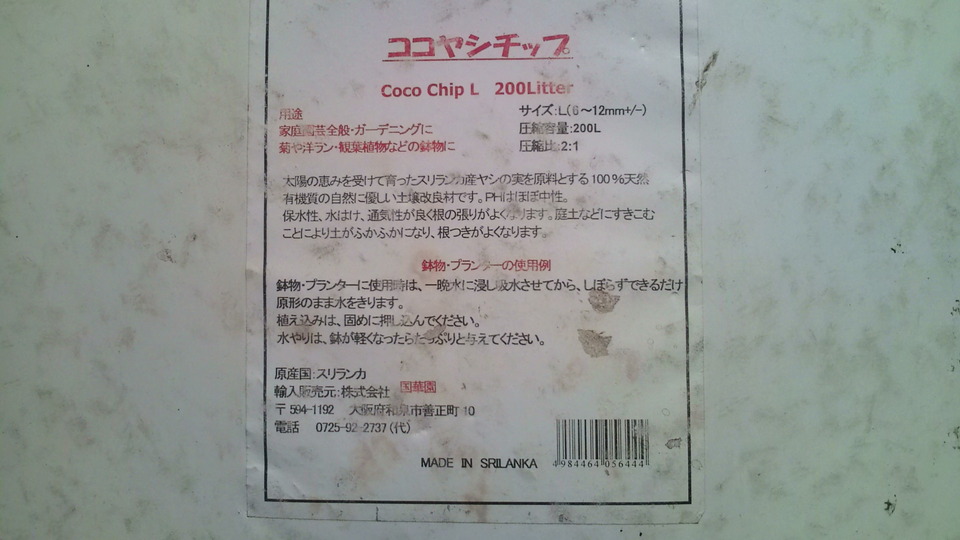 ココヤシチップ
Coco Chip L 200Litter
用途
家庭園芸全般・ガーデニングに
菊や洋ラン・観葉植物などの鉢物に
サイズ:L(6～12mm+/-)
圧縮容量:200L
圧縮比:2:1
太陽の恵みを受けて育ったスリランカ産ヤシの実を原料とする100%天然
有機質の自然に優しい土壌改良材です。PHはほぼ中性。
保水性、水はけ、通気性が良く根の張りがよくなります。庭土などにすきこむ
ことにより土がふかふかになり、根つきがよくなります。
鉢物・プランターの使用例
鉢物・プランターに使用時は、一晩水に浸し吸水させてから、しぼらずできるだけ
原形のまま水をきります。
植え込みは、固めに押し込んでください。
水やりは、鉢が軽くなったらたっぷりと与えてください。
原産国:スリランカ
輸入販売元:株式会社 国華園
〒594-1192 大阪府和泉市善正町10
電話 0725-92-2737(代)
MADE IN SRILANKA
4984464056444